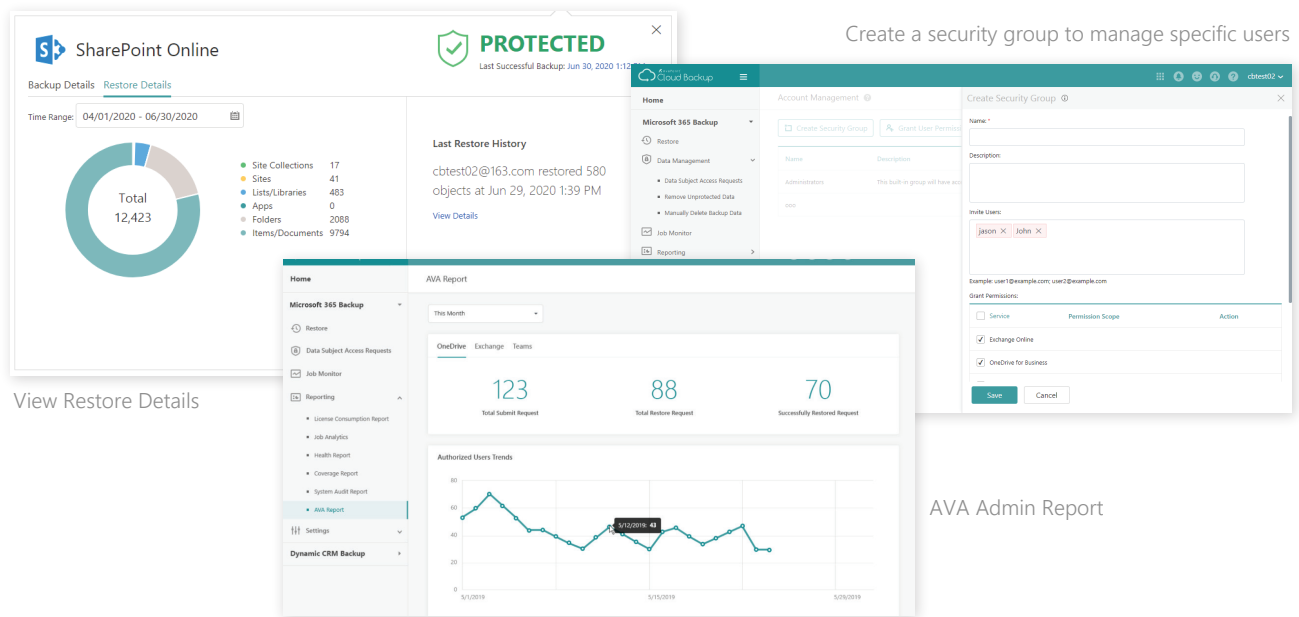 SharePoint Online
PROTECTED
Last Successful Backup: Jun 30, 2020 1:12
Backup Details Restore Details
Time Range: 04/01/2020 - 06/30/2020
Total
12,423
Site Collections 17
Sites 41
Lists/Libraries 483
Apps 0
Folders 2088
Items/Documents 9794
Last Restore History
cbtest02@163.com restored 580
objects at Jun 29, 2020 1:39 PM
View Details
View Restore Details
Create a security group to manage specific users
Cloud Backup
cbtest02
Home
Microsoft 365 Backup
Restore
Data Management
Data Subject Access Requests
Remove Unprotected Data
Manually Delete Backup Data
Job Monitor
Reporting
Account Management
Create Security Group
Grant User Permiss
Name Description
Administrators This built-in group will have acc
Create Security Group
Name: *
Description:
Invite Users:
jason
John
Example: user1@example.com; user2@example.com
Grant Permissions:
Service Permission Scope Action
Exchange Online
OneDrive for Business
Save Cancel
Home
Microsoft 365 Backup
Restore
Data Subject Access Requests
Job Monitor
Reporting
License Consumption Report
Job Analytics
Health Report
Coverage Report
System Audit Report
AVA Report
Settings
Dynamic CRM Backup
AVA Report
This Month
OneDrive Exchange Teams
123 88 70
Total Submit Request Total Restore Request Successfully Restored Request
Authorized Users Trends
80
60
40
20
0
5/12/2019: 43
5/1/2019 5/15/2019 5/29/2019
AVA Admin Report